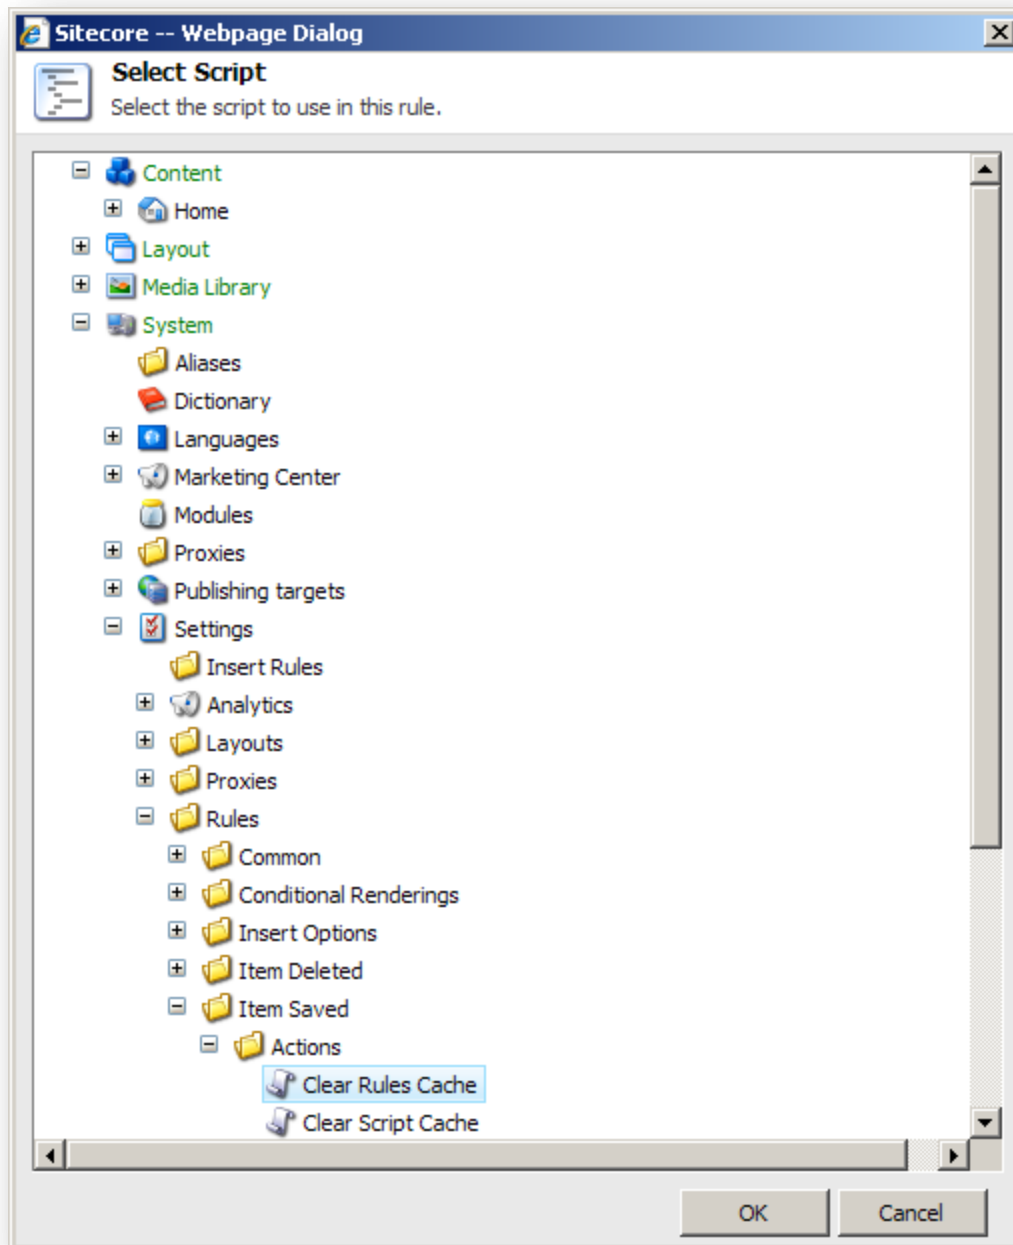 Sitecore -- Webpage Dialog
Select Script
Select the script to use in this rule.
Content
Home
Layout
Media Library
System
Aliases
Dictionary
Languages
Marketing Center
Modules
Proxies
Publishing targets
Settings
Insert Rules
Analytics
Layouts
Proxies
Rules
Common
Conditional Renderings
Insert Options
Item Deleted
Item Saved
Actions
Clear Rules Cache
Clear Script Cache
OK Cancel